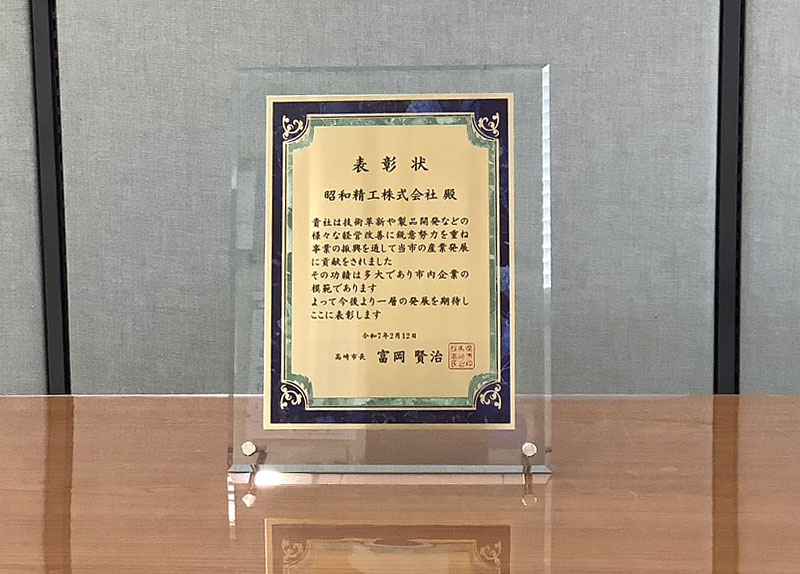 表彰状
昭和精工株式会社 殿
貴社は技術革新や製品開発などの
様々な経営改善に鋭意努力を重ね
事業の振興を通して当市の産業発展
に貢献をされました
その功績は多大であり市内企業の
模範であります
よって今後より一層の発展を期待し
ここに表彰します
令和7年2月12日
高崎市長 富岡 賢治